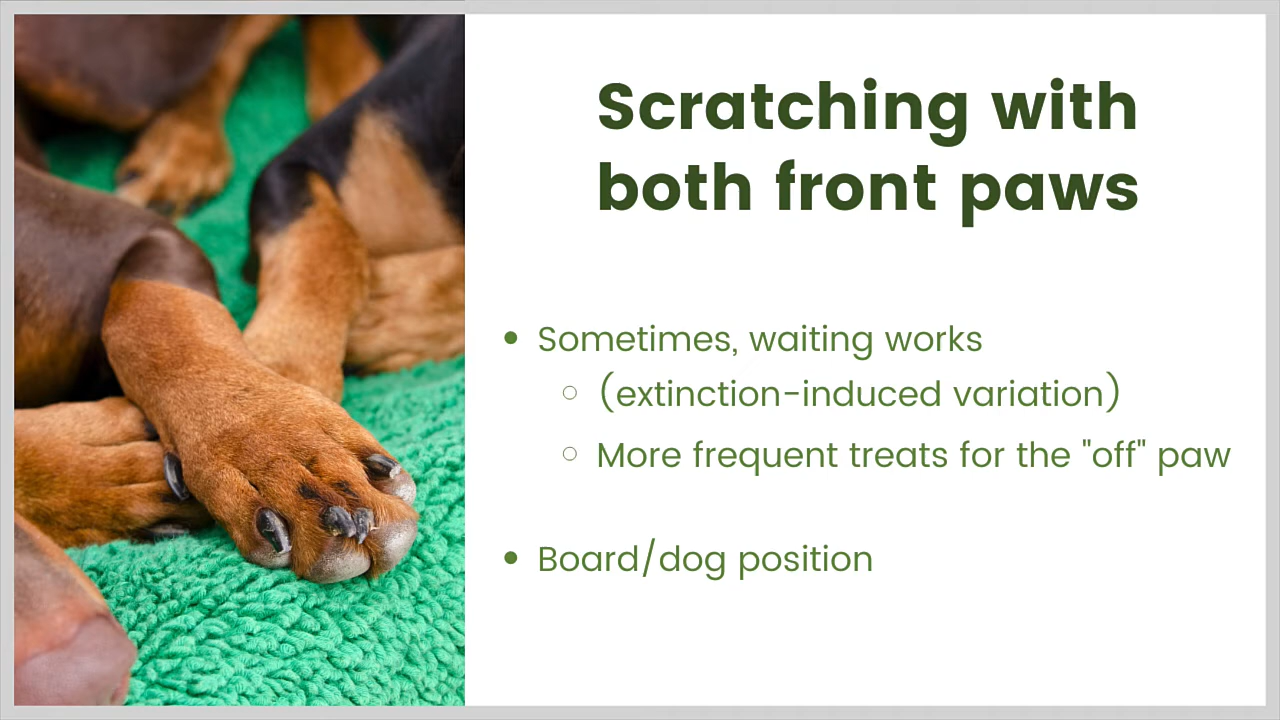 Scratching with
both front paws
• Sometimes, waiting works
○ (extinction-induced variation)
○ More frequent treats for the "off" paw
• Board/dog position